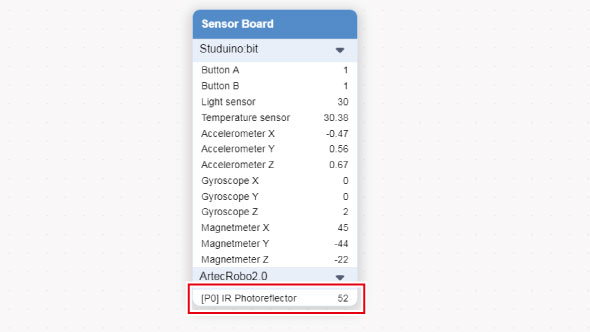 Sensor Board
Studuino:bit
Button A 1
Button B 1
Light sensor 30
Temperature sensor 30.38
Accelerometer X -0.47
Accelerometer Y 0.56
Accelerometer Z 0.67
Gyroscope X 0
Gyroscope Y 0
Gyroscope Z 2
Magnetmeter X 45
Magnetmeter Y -44
Magnetmeter Z -22
ArtecRobo2.0
[P0] IR Photoreflector 52